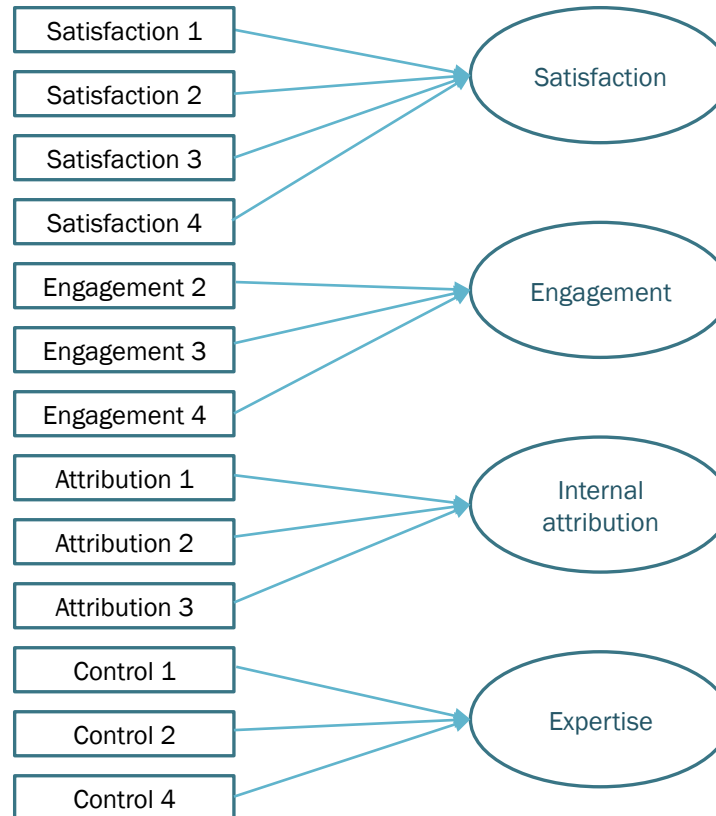 Satisfaction 1
Satisfaction 2
Satisfaction 3
Satisfaction 4
Engagement 2
Engagement 3
Engagement 4
Attribution 1
Attribution 2
Attribution 3
Control 1
Control 2
Control 4
Satisfaction
Engagement
Internal
attribution
Expertise